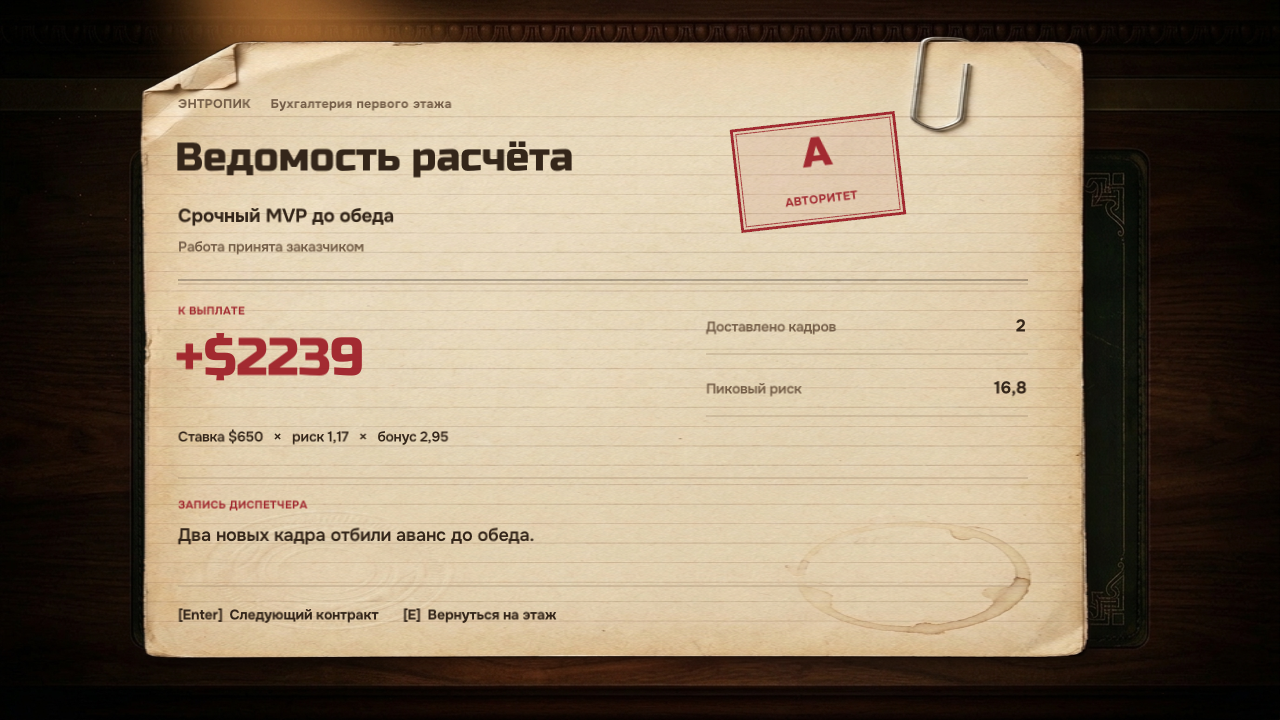 ЭНТРОПИК Бухгалтерия первого этажа
Ведомость расчёта
A
АВТОРИТЕТ
Срочный MVP до обеда
Работа принята заказчиком
К ВЫПЛАТЕ
+$2239
Доставлено кадров 2
Пиковый риск 16,8
Ставка $650 × риск 1,17 × бонус 2,95
ЗАПИСЬ ДИСПЕТЧЕРА
Два новых кадра отбили аванс до обеда.
[Enter] Следующий контракт [E] Вернуться на этаж